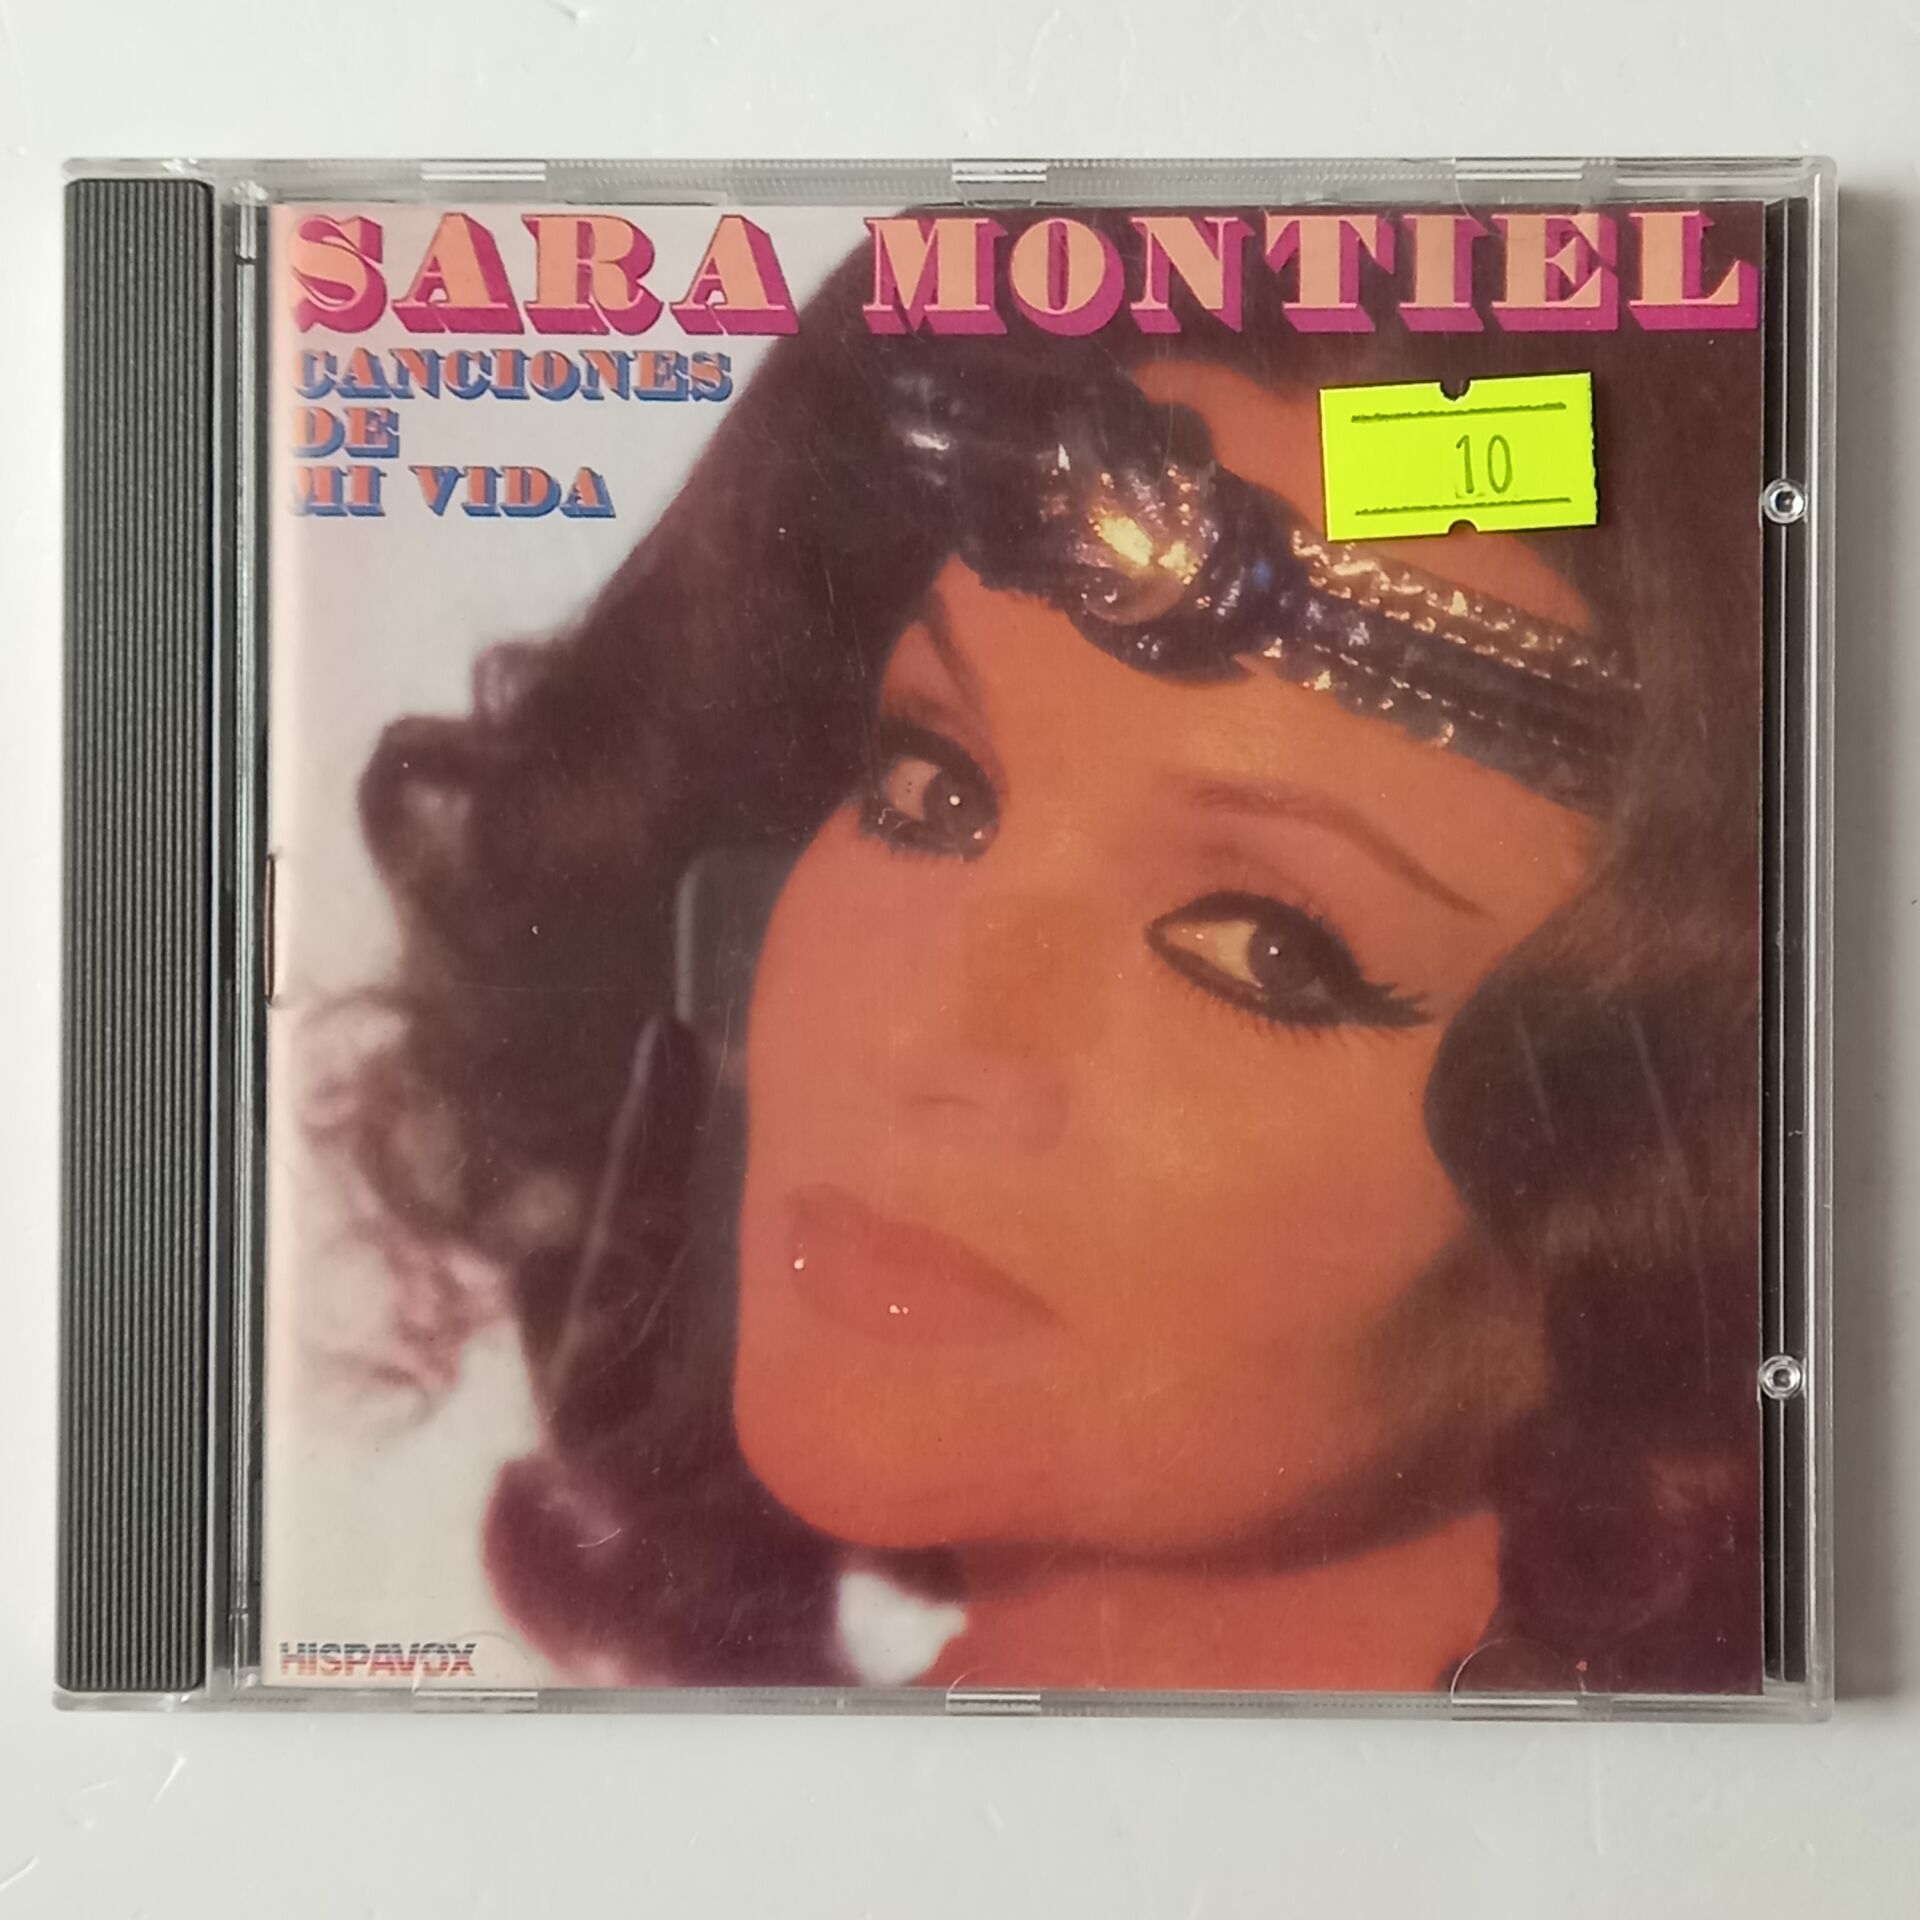 SARA MONTIEL
CANCIONES
DE
MI VIDA
10
HISPAVOX